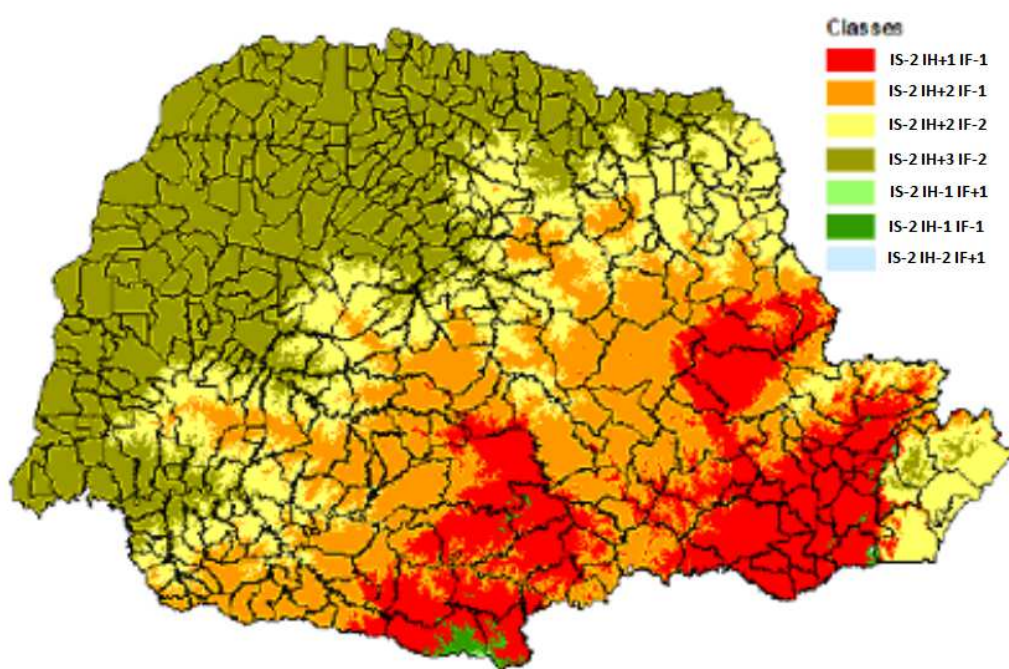 Classes
IS-2 IH+1 IF-1
IS-2 IH+2 IF-1
IS-2 IH+2 IF-2
IS-2 IH+3 IF-2
IS-2 IH-1 IF+1
IS-2 IH-1 IF-1
IS-2 IH-2 IF+1